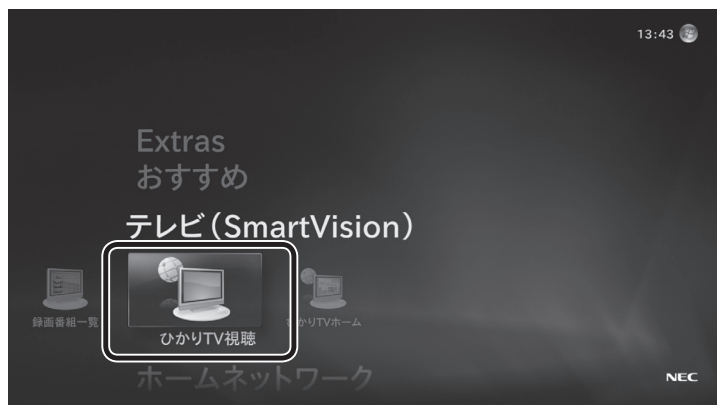 13:43
Extras
おすすめ
テレビ(SmartVision)
録画番組一覧
ひかりTV視聴
ひかりTVホーム
ホームネットワーク
NEC